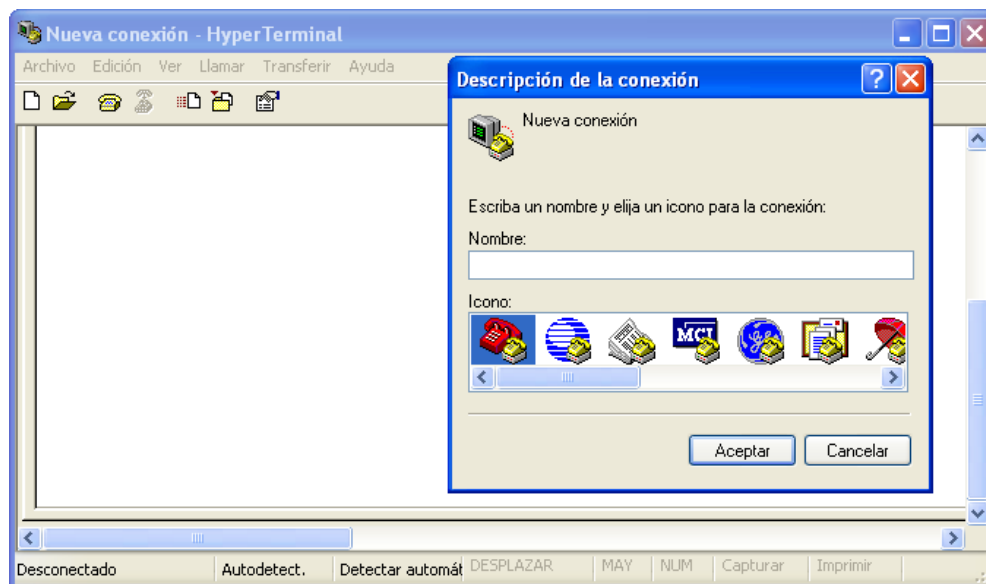 Nueva conexión - HyperTerminal
Archivo Edición Ver Llamar Transferir Ayuda
Descripción de la conexión
Nueva conexión
Escriba un nombre y elija un icono para la conexión:
Nombre:
Icono:
MCI
Aceptar Cancelar
Desconectado Autodetect. Detectar automát DESPLAZAR MAY NUM Capturar Imprimir